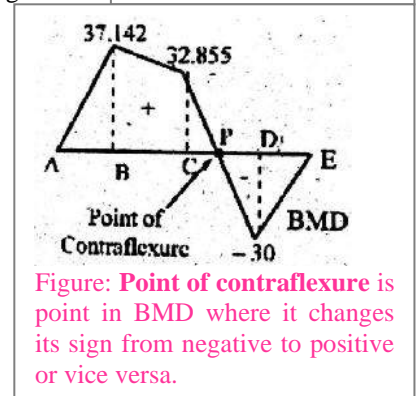 37.142
32.855
+
P
D
A
B
C
E
-
Point of
Contraflexure
BMD
-30
Figure: Point of contraflexure is
point in BMD where it changes
its sign from negative to positive
or vice versa.